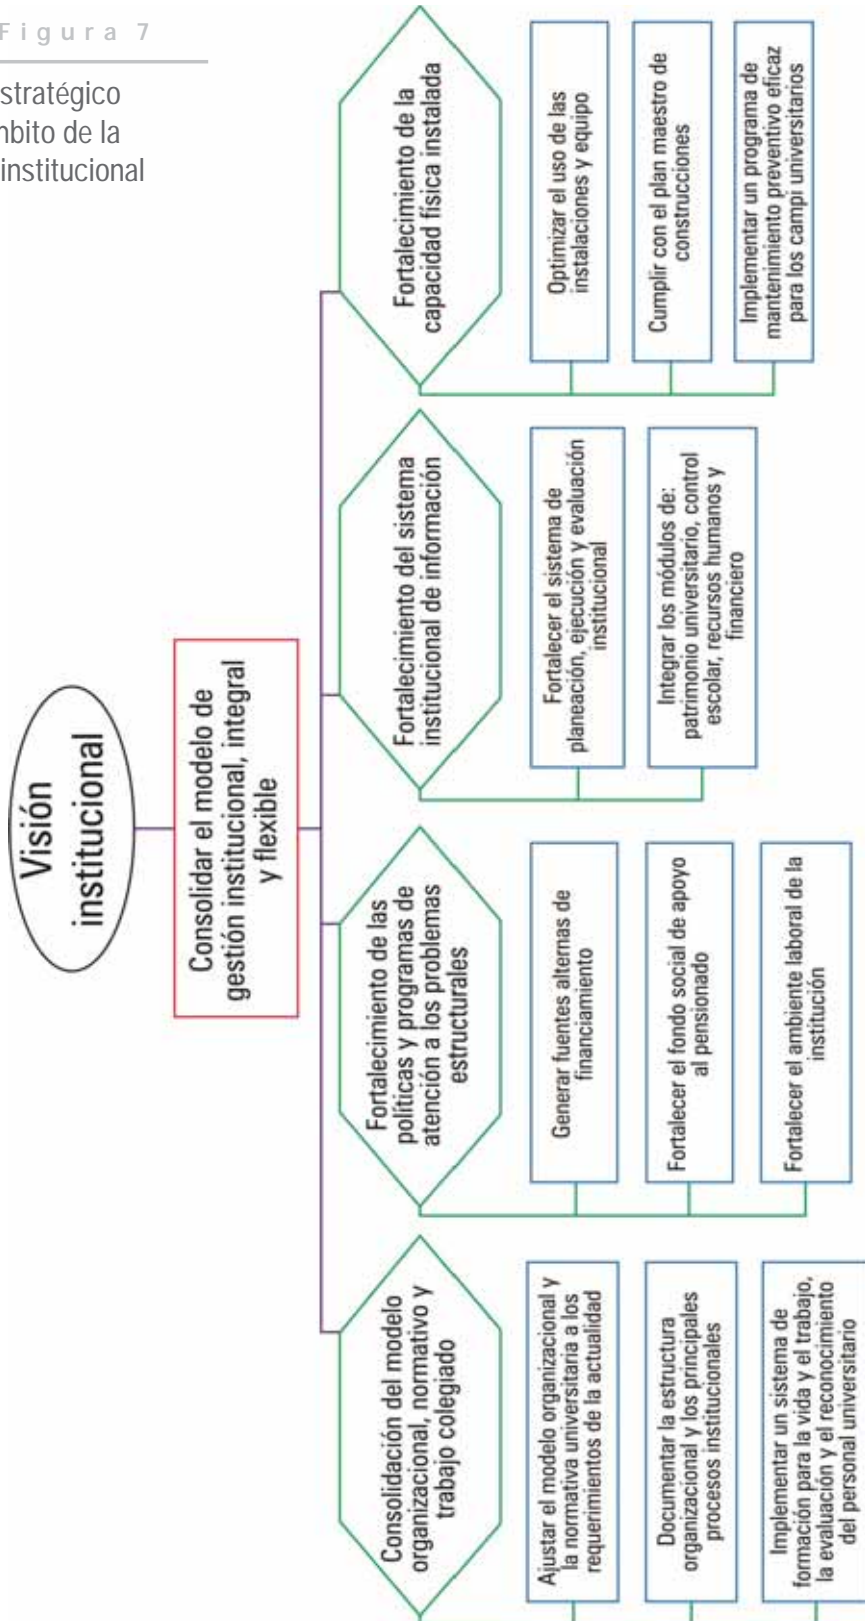 Figura 7
stratégico
nbito de la
institucional
Visión
institucional
Consolidar el modelo de
gestión institucional, integral
y flexible
Consolidación del modelo
organizacional, normativo y
trabajo colegiado
Ajustar el modelo organizacional y
la normativa universitaria a los
requerimientos de la actualidad
Documentar la estructura
organizacional y los principales
procesos institucionales
Implementar un sistema de
formación para la vida y el trabajo,
la evaluación y el reconocimiento
del personal universitario
Fortalecimiento de las
políticas y programas de
atención a los problemas
estructurales
Generar fuentes alternas de
financiamiento
Fortalecer el fondo social de apoyo
al pensionado
Fortalecer el ambiente laboral de la
institución
Fortalecimiento del sistema
institucional de información
Fortalecer el sistema de
planeación, ejecución y evaluación
institucional
Integrar los módulos de:
patrimonio universitario, control
escolar, recursos humanos y
financiero
Fortalecimiento de la
capacidad física instalada
Optimizar el uso de las
instalaciones y equipo
Cumplir con el plan maestro de
construcciones
Implementar un programa de
mantenimiento preventivo eficaz
para los campi universitarios